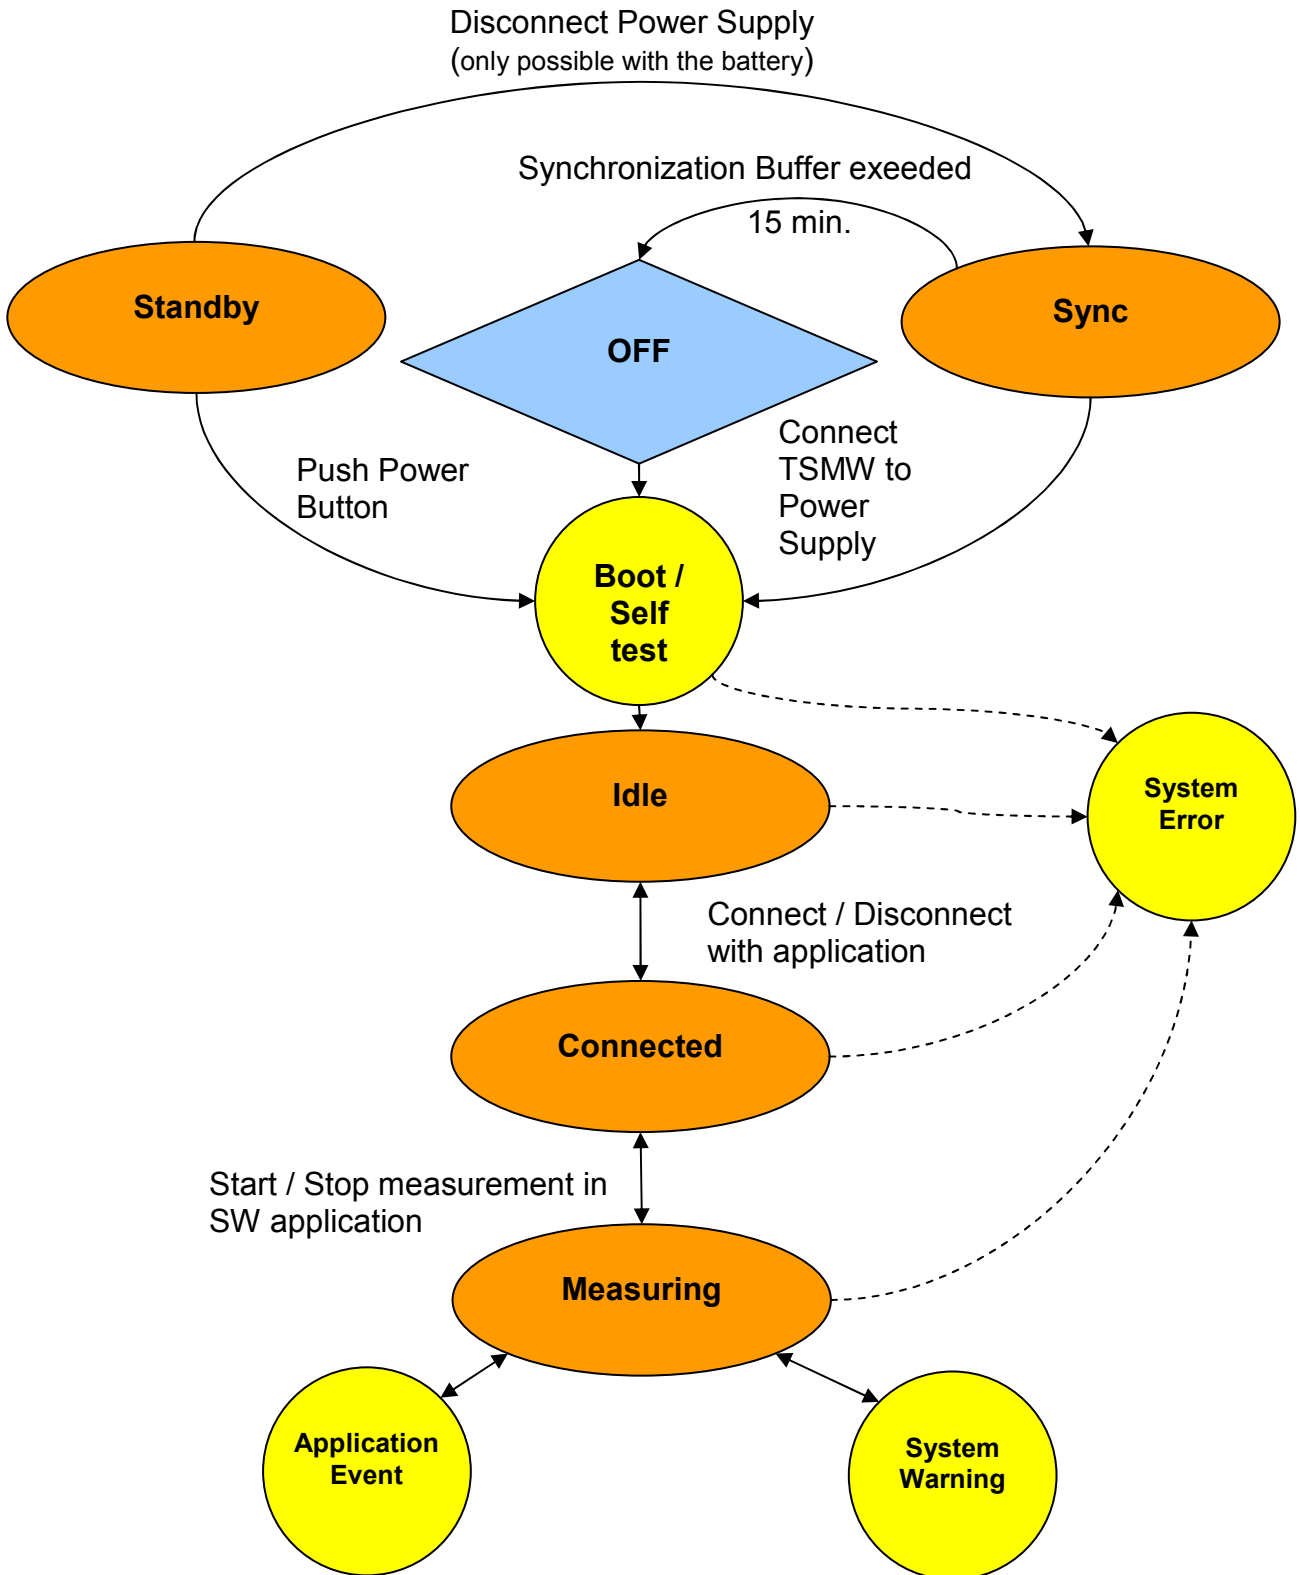 Disconnect Power Supply
(only possible with the battery)
Synchronization Buffer exeeded
15 min.
Standby
Sync
OFF
Push Power
Button
Connect
TSMW to
Power
Supply
Boot /
Self
test
Idle
System
Error
Connect / Disconnect
with application
Connected
Start / Stop measurement in
SW application
Measuring
Application
Event
System
Warning